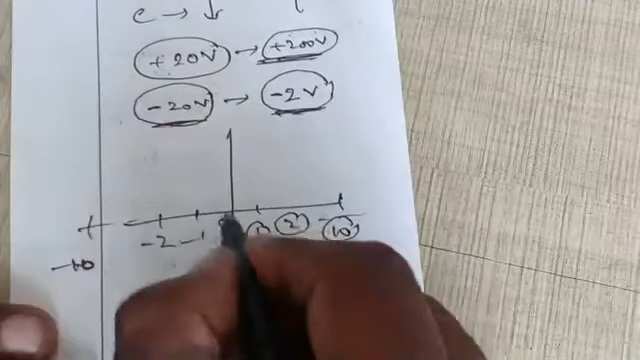 e → ↓
+20V → +200V
-20V → -2V
-2 -1 0 1 2 10
-10